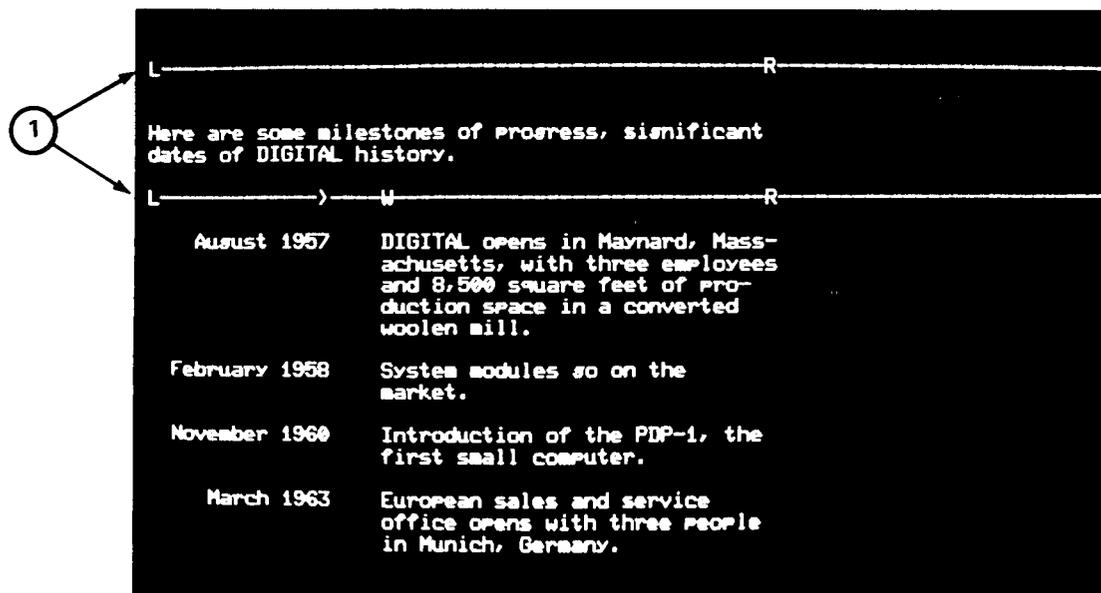 L R
1
Here are some milestones of progress, significant
dates of DIGITAL history.
L > W R
August 1957 DIGITAL opens in Maynard, Mass-
achusetts, with three employees
and 8,500 square feet of pro-
duction space in a converted
woolen mill.
February 1958 System modules go on the
market.
November 1960 Introduction of the PDP-1, the
first small computer.
March 1963 European sales and service
office opens with three people
in Munich, Germany.